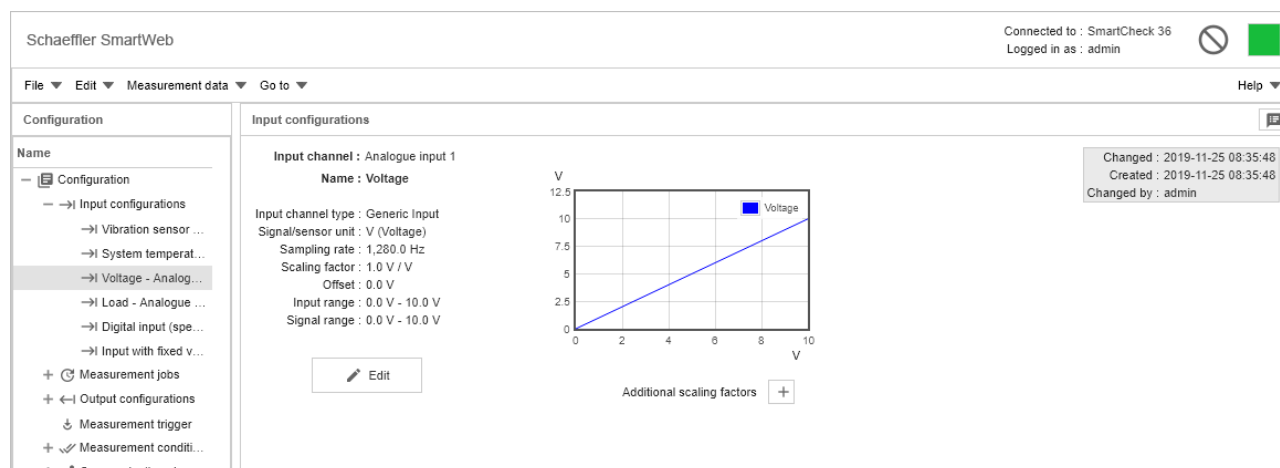 Schaeffler SmartWeb
Connected to : SmartCheck 36
Logged in as : admin
File Edit Measurement data Go to Help
Configuration
Name
Configuration
Input configurations
Vibration sensor ...
System temperat...
Voltage - Analog...
Load - Analogue ...
Digital input (spe...
Input with fixed v...
Measurement jobs
Output configurations
Measurement trigger
Measurement conditi...
Input configurations
Input channel : Analogue input 1
Name : Voltage
Input channel type : Generic Input
Signal/sensor unit : V (Voltage)
Sampling rate : 1,280.0 Hz
Scaling factor : 1.0 V / V
Offset : 0.0 V
Input range : 0.0 V - 10.0 V
Signal range : 0.0 V - 10.0 V
Edit
V
12.5
10
7.5
5
2.5
0
Voltage
0 2 4 6 8 10
V
Additional scaling factors
Changed : 2019-11-25 08:35:48
Created : 2019-11-25 08:35:48
Changed by : admin